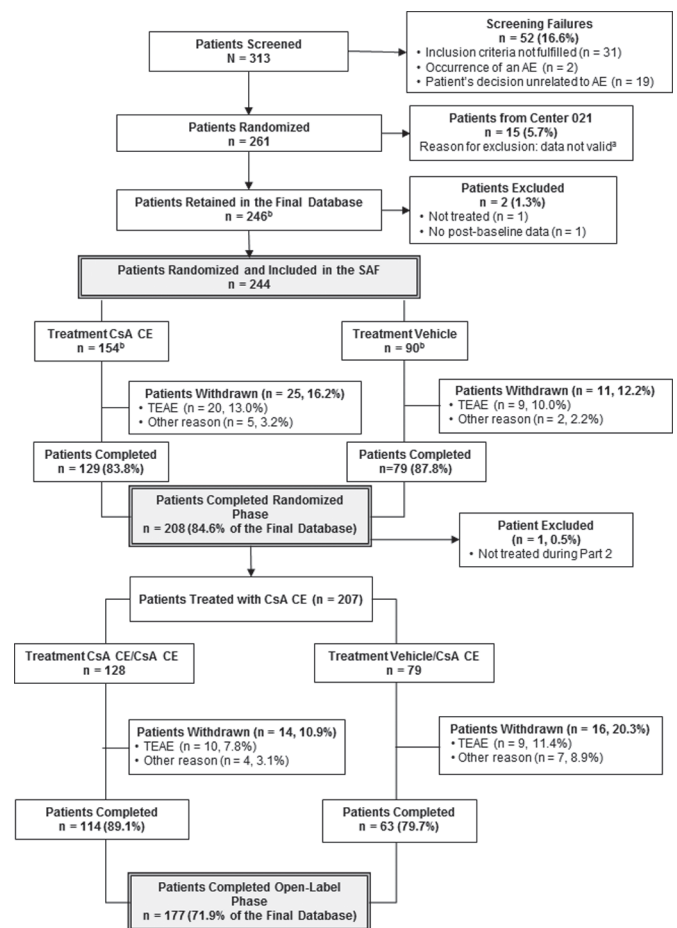 Patients Screened
N = 313
Screening Failures
n = 52 (16.6%)
• Inclusion criteria not fulfilled (n = 31)
• Occurrence of an AE (n = 2)
• Patient's decision unrelated to AE (n = 19)
Patients Randomized
n = 261
Patients from Center 021
n = 15 (5.7%)
Reason for exclusion: data not validᵃ
Patients Retained in the Final Database
n = 246ᵇ
Patients Excluded
n = 2 (1.3%)
• Not treated (n = 1)
• No post-baseline data (n = 1)
Patients Randomized and Included in the SAF
n = 244
Treatment CsA CE
n = 154ᵇ
Treatment Vehicle
n = 90ᵇ
Patients Withdrawn (n = 25, 16.2%)
• TEAE (n = 20, 13.0%)
• Other reason (n = 5, 3.2%)
Patients Withdrawn (n = 11, 12.2%)
• TEAE (n = 9, 10.0%)
• Other reason (n = 2, 2.2%)
Patients Completed
n = 129 (83.8%)
Patients Completed
n=79 (87.8%)
Patients Completed Randomized
Phase
n = 208 (84.6% of the Final Database)
Patient Excluded
(n = 1, 0.5%)
• Not treated during Part 2
Patients Treated with CsA CE (n = 207)
Treatment CsA CE/CsA CE
n = 128
Treatment Vehicle/CsA CE
n = 79
Patients Withdrawn (n = 14, 10.9%)
• TEAE (n = 10, 7.8%)
• Other reason (n = 4, 3.1%)
Patients Withdrawn (n = 16, 20.3%)
• TEAE (n = 9, 11.4%)
• Other reason (n = 7, 8.9%)
Patients Completed
n = 114 (89.1%)
Patients Completed
n = 63 (79.7%)
Patients Completed Open-Label
Phase
n = 177 (71.9% of the Final Database)